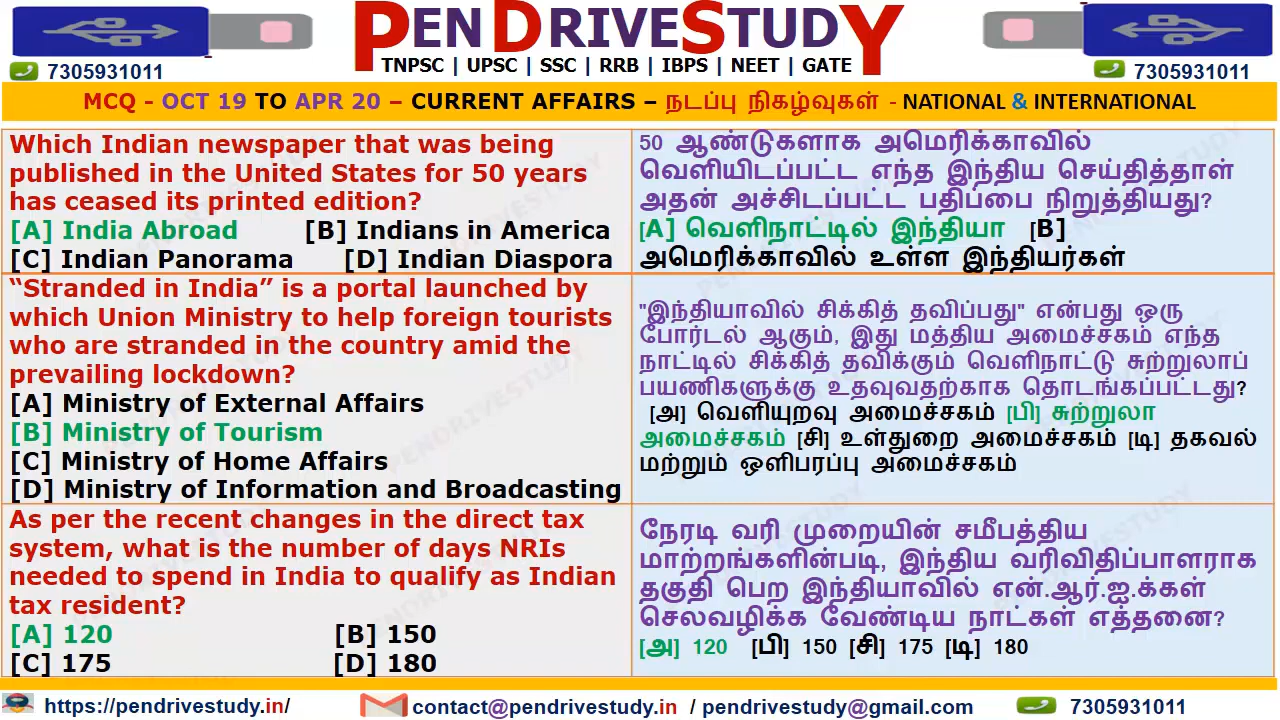 PENDRIVESTUDY
TNPSC | UPSC | SSC | RRB | IBPS | NEET | GATE
7305931011
7305931011
MCQ - OCT 19 TO APR 20 – CURRENT AFFAIRS – நடப்பு நிகழ்வுகள் - NATIONAL & INTERNATIONAL
Which Indian newspaper that was being
published in the United States for 50 years
has ceased its printed edition?
[A] India Abroad [B] Indians in America
[C] Indian Panorama [D] Indian Diaspora
50 ஆண்டுகளாக அமெரிக்காவில்
வெளியிடப்பட்ட எந்த இந்திய செய்தித்தாள்
அதன் அச்சிடப்பட்ட பதிப்பை நிறுத்தியது?
[A] வெளிநாட்டில் இந்தியா [B]
அமெரிக்காவில் உள்ள இந்தியர்கள்
“Stranded in India” is a portal launched by
which Union Ministry to help foreign tourists
who are stranded in the country amid the
prevailing lockdown?
[A] Ministry of External Affairs
[B] Ministry of Tourism
[C] Ministry of Home Affairs
[D] Ministry of Information and Broadcasting
"இந்தியாவில் சிக்கித் தவிப்பது" என்பது ஒரு
போர்டல் ஆகும், இது மத்திய அமைச்சகம் எந்த
நாட்டில் சிக்கித் தவிக்கும் வெளிநாட்டு சுற்றுலாப்
பயணிகளுக்கு உதவுவதற்காக தொடங்கப்பட்டது?
[அ] வெளியுறவு அமைச்சகம் [பி] சுற்றுலா
அமைச்சகம் [சி] உள்துறை அமைச்சகம் [டி] தகவல்
மற்றும் ஒளிபரப்பு அமைச்சகம்
As per the recent changes in the direct tax
system, what is the number of days NRIs
needed to spend in India to qualify as Indian
tax resident?
[A] 120 [B] 150
[C] 175 [D] 180
நேரடி வரி முறையின் சமீபத்திய
மாற்றங்களின்படி, இந்திய வரிவிதிப்பாளராக
தகுதி பெற இந்தியாவில் என்.ஆர்.ஐ.க்கள்
செலவழிக்க வேண்டிய நாட்கள் எத்தனை?
[அ] 120 [பி] 150 [சி] 175 [டி] 180
https://pendrivestudy.in/ contact@pendrivestudy.in / pendrivestudy@gmail.com 7305931011